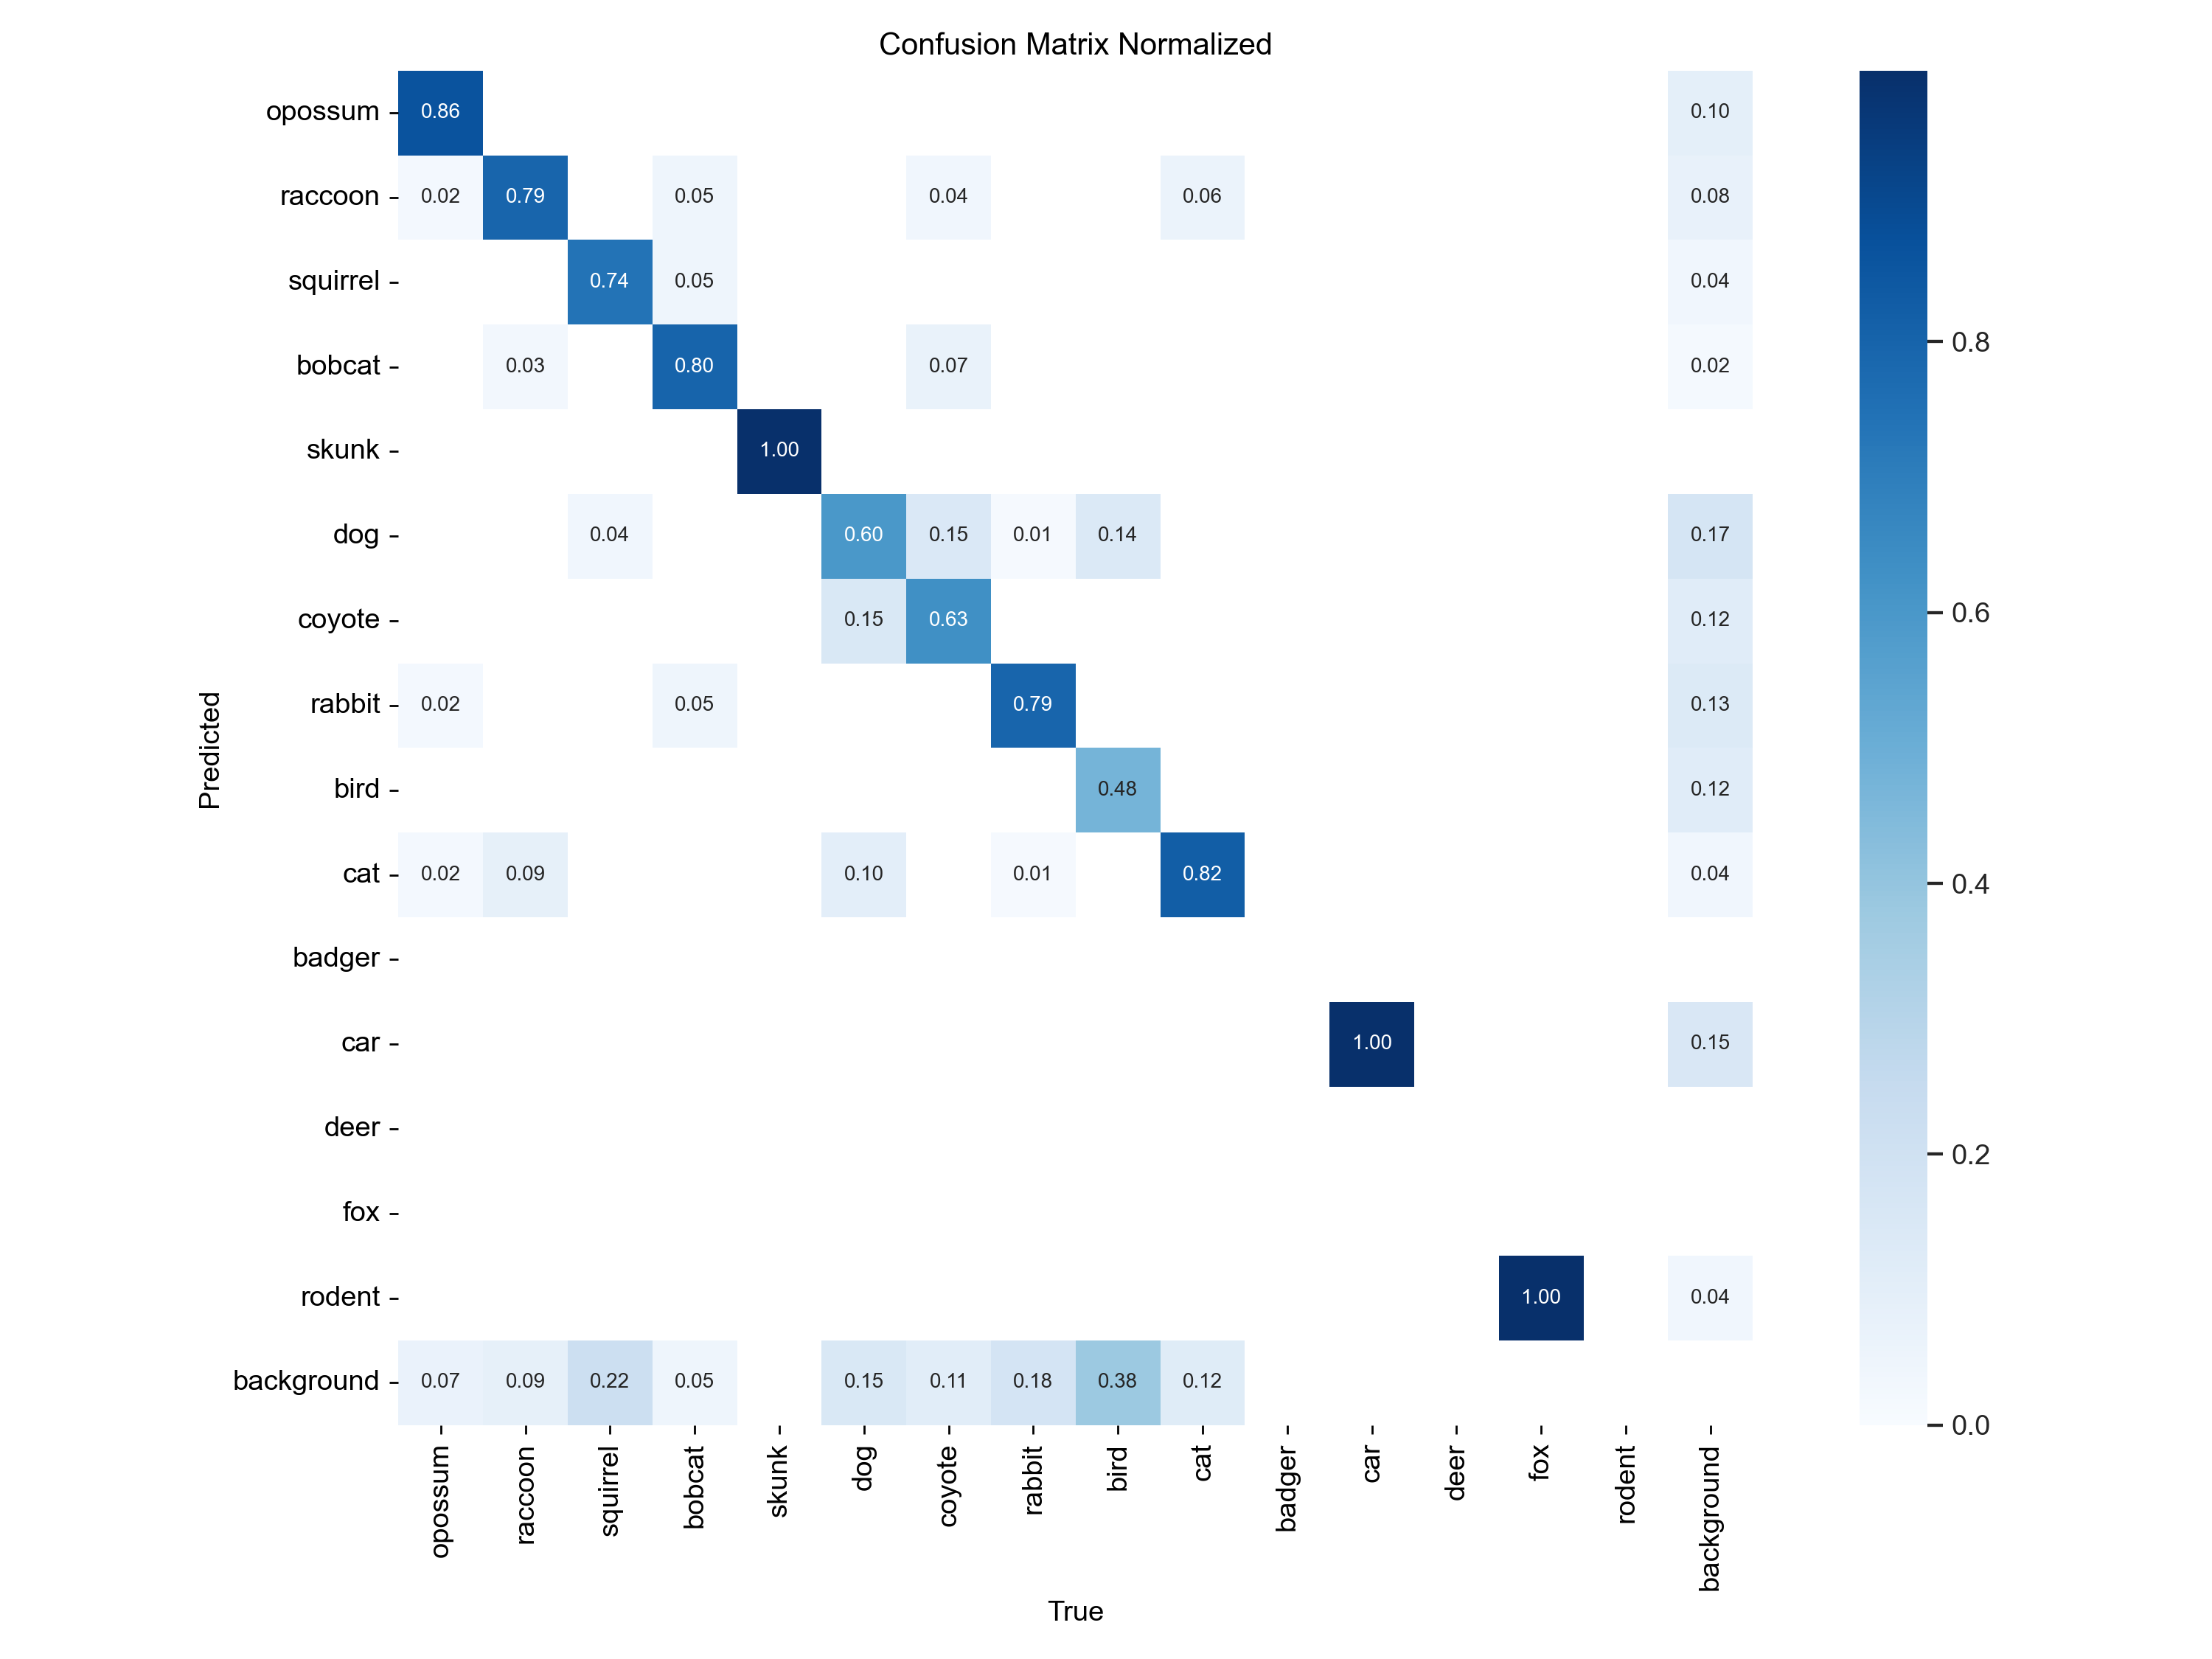 Confusion Matrix Normalized
opossum 0.86 0.10
raccoon 0.02 0.79 0.05 0.04 0.06 0.08
squirrel 0.74 0.05 0.04
bobcat 0.03 0.80 0.07 0.02
skunk 1.00
dog 0.04 0.60 0.15 0.01 0.14 0.17
coyote 0.15 0.63 0.12
rabbit 0.02 0.05 0.79 0.13
bird 0.48 0.12
cat 0.02 0.09 0.10 0.01 0.82 0.04
badger
car 1.00 0.15
deer
fox
rodent 1.00 0.04
background 0.07 0.09 0.22 0.05 0.15 0.11 0.18 0.38 0.12
Predicted
opossum raccoon squirrel bobcat skunk dog coyote rabbit bird cat badger car deer fox rodent background
True
0.8
0.6
0.4
0.2
0.0